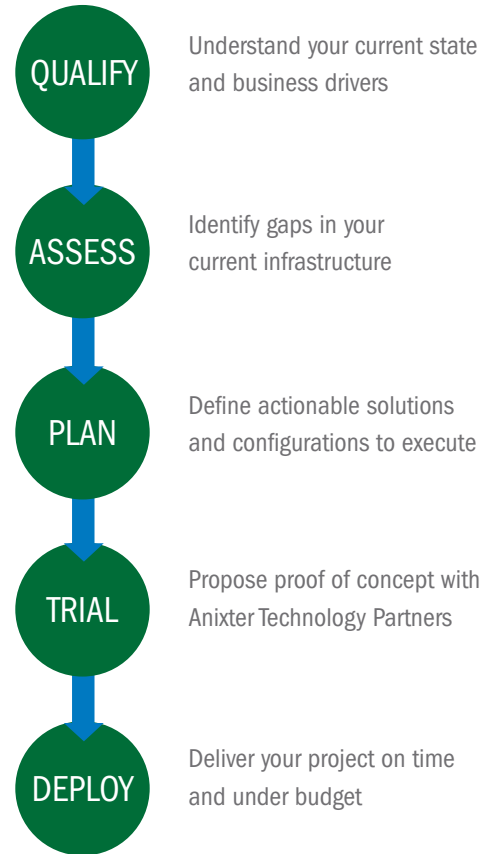 QUALIFY
Understand your current state
and business drivers
ASSESS
Identify gaps in your
current infrastructure
PLAN
Define actionable solutions
and configurations to execute
TRIAL
Propose proof of concept with
Anixter Technology Partners
DEPLOY
Deliver your project on time
and under budget